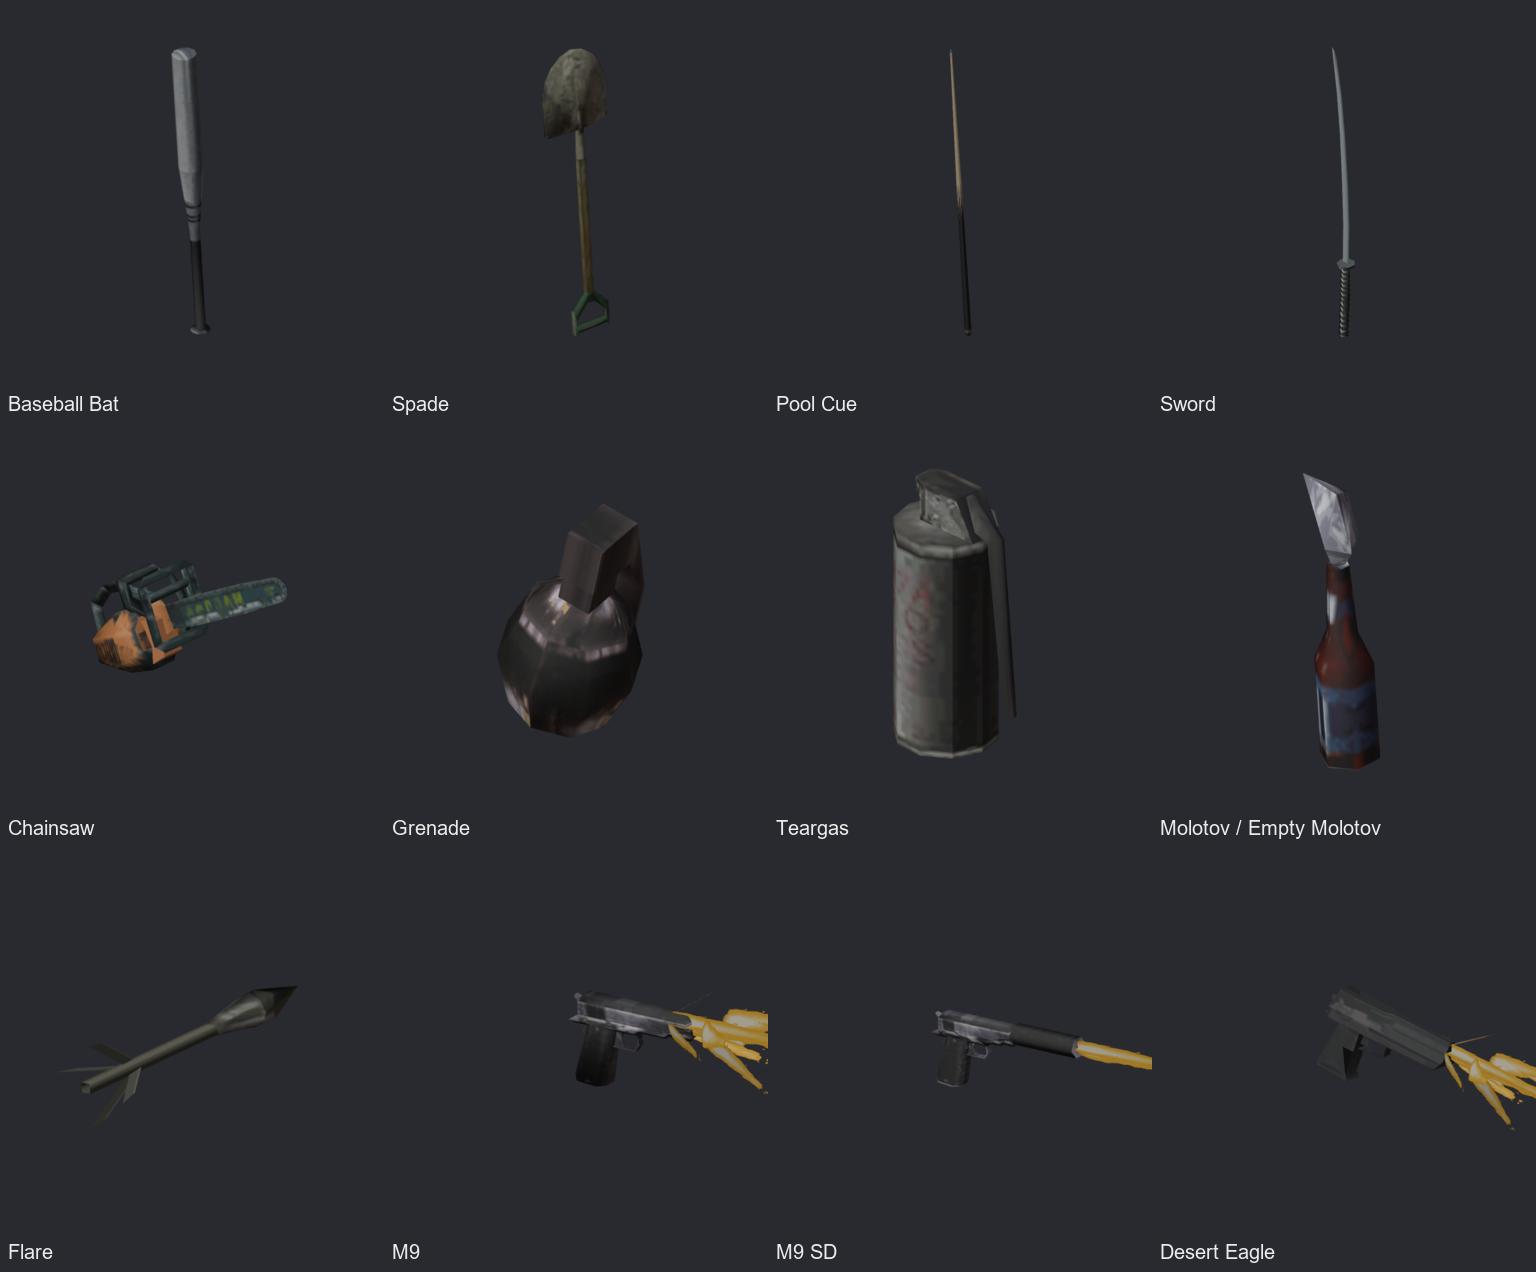 Baseball Bat
Spade
Pool Cue
Sword
Chainsaw
Grenade
Teargas
Molotov / Empty Molotov
Flare
M9
M9 SD
Desert Eagle